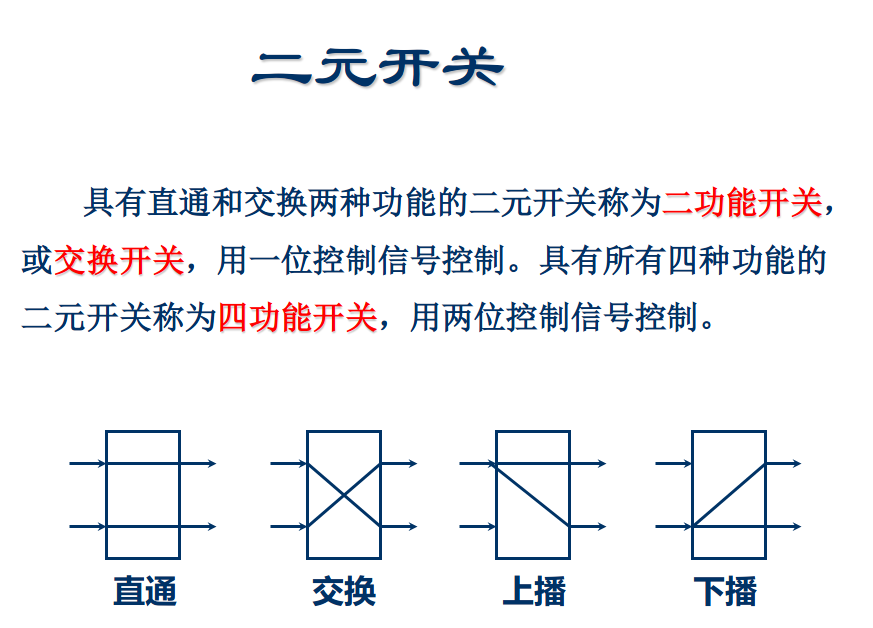 二元开关
具有直通和交换两种功能的二元开关称为二功能开关，
或交换开关，用一位控制信号控制。具有所有四种功能的
二元开关称为四功能开关，用两位控制信号控制。
直通 交换 上播 下播